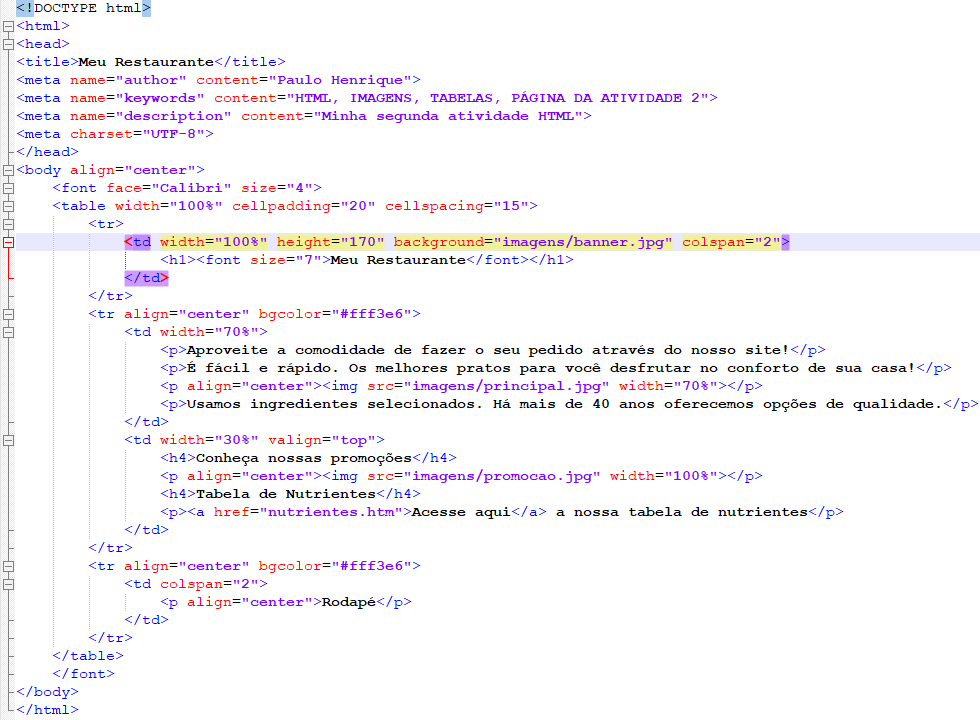 <!DOCTYPE html>
<html>
<head>
<title>Meu Restaurante</title>
<meta name="author" content="Paulo Henrique">
<meta name="keywords" content="HTML, IMAGENS, TABELAS, PÁGINA DA ATIVIDADE 2">
<meta name="description" content="Minha segunda atividade HTML">
<meta charset="UTF-8">
</head>
<body align="center">
    <font face="Calibri" size="4">
    <table width="100%" cellpadding="20" cellspacing="15">
        <tr>
            <td width="100%" height="170" background="imagens/banner.jpg" colspan="2">
                <h1><font size="7">Meu Restaurante</font></h1>
            </td>
        </tr>
        <tr align="center" bgcolor="#fff3e6">
            <td width="70%">
                <p>Aproveite a comodidade de fazer o seu pedido através do nosso site!</p>
                <p>É fácil e rápido. Os melhores pratos para você desfrutar no conforto de sua casa!</p>
                <p align="center"><img src="imagens/principal.jpg" width="70%"></p>
                <p>Usamos ingredientes selecionados. Há mais de 40 anos oferecemos opções de qualidade.</p>
            </td>
            <td width="30%" valign="top">
                <h4>Conheça nossas promoções</h4>
                <p align="center"><img src="imagens/promocao.jpg" width="100%"></p>
                <h4>Tabela de Nutrientes</h4>
                <p><a href="nutrientes.htm">Acesse aqui</a> a nossa tabela de nutrientes</p>
            </td>
        </tr>
        <tr align="center" bgcolor="#fff3e6">
            <td colspan="2">
                <p align="center">Rodapé</p>
            </td>
        </tr>
    </table>
    </font>
</body>
</html>